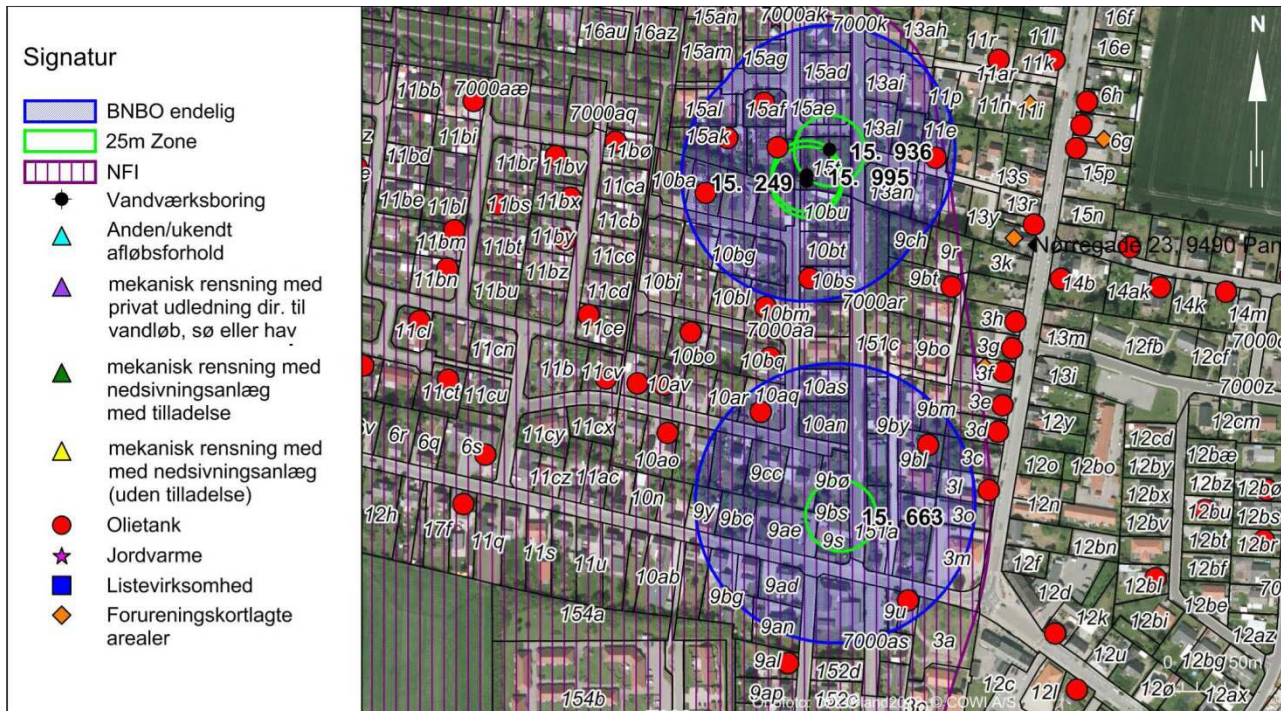 Signatur
BNBO endelig
25m Zone
NFI
Vandværksboring
Anden/ukendt
afløbsforhold
mekanisk rensning med
privat udledning dir. til
vandløb, sø eller hav
mekanisk rensning med
nedsivningsanlæg
med tilladelse
mekanisk rensning med
med nedsivningsanlæg
(uden tilladelse)
Olietank
Jordvarme
Listevirksomhed
Forureningskortlagte
arealer
N
15an 7000ak 7000k 13ah 16f
16au 16az 11r 11l
15am 15ag 16e
11bb 7000aæ 15ad 13ai 11ar 11k
7000aq 15al 15af 15ae 11p 11n 11i 6h
11bi 15ak 13al 11e 6g
11bd 11br 11bv 11bø 15. 936
11ca 10ba 15. 249 15. 995 13s 15p
11be 11bl 11bs 11bx 13an 13r
11cb 10bu 13y 15n
11bm 11bt 11by 11cc 10bg 10bt 9ch 9r Nørregade 23, 9490 Pan
11bn 11bz 10bi 3k
11bu 11cd 10bl 10bs 9bt 14b 14ak 14k
10bm 7000ar 14m
11cl 11ce 7000aa 3h
11cn 10bo 151c 9bo 3g 13m 12fb
11b 10bq 12cf
11cv 10as 3f 13i 7000z
11ct 11cu 10av 10ar 10aq 9bm 3e
6r 6q 11cx 10an 9by 3d 12y 12cm
6s 11cy 10ao 12cd 12bæ
9cc 9bl 3c 12o 12bo 12by
11cz 11ac 9bø 3l 12bz
10n 12n 12bx 12bu 12bs
12h 17f 9y 9bc 9bs 15. 663 3o 12bv
11q 9ae 9s 151a 12bt 12br
11s 11u 3m 12bn 12bf
10ab 12f
9ad 12bl
154a 9bg 9u 12d 12k 12be
9an 12bi 12az
7000as 3a 12u
9al 152d 12bg 50m
154b 9ap 12c 12l 12ø 12ax
© COWI A/S